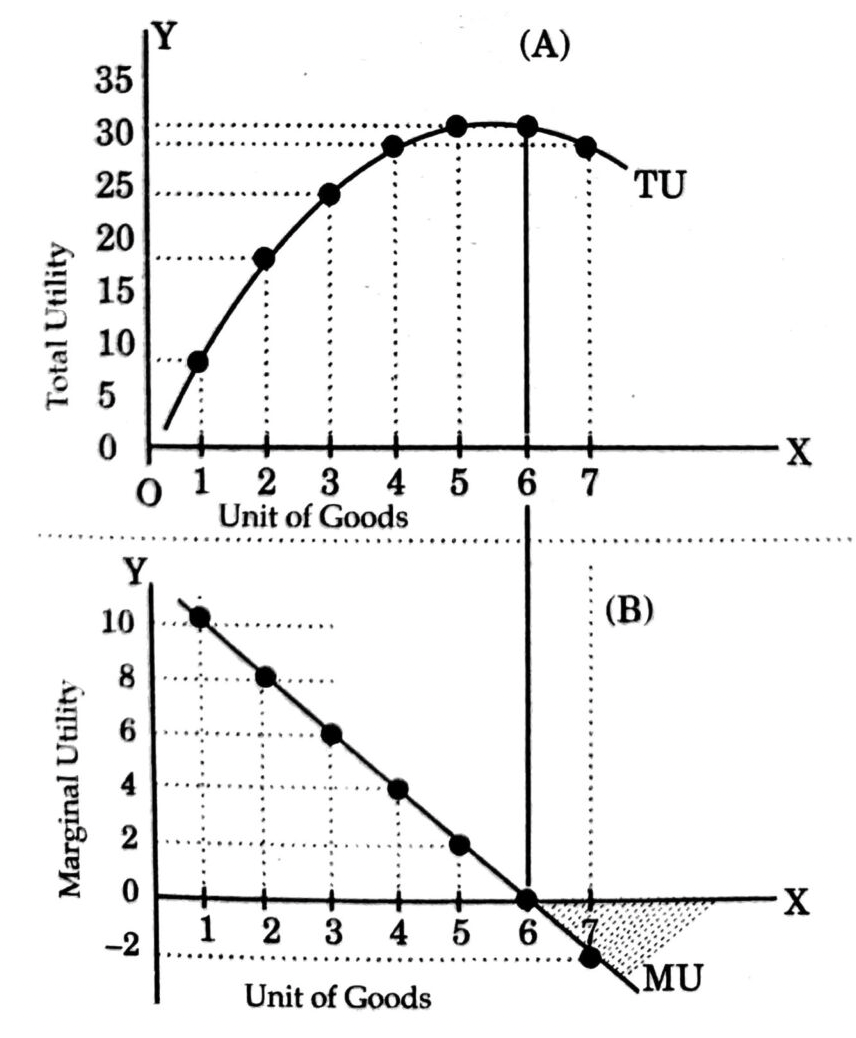 Y
(A)
35
30
25
20
15
10
5
0
Total Utility
TU
X
O 1 2 3 4 5 6 7
Unit of Goods
Y
(B)
10
8
6
4
2
0
-2
Marginal Utility
X
1 2 3 4 5 6 7
MU
Unit of Goods